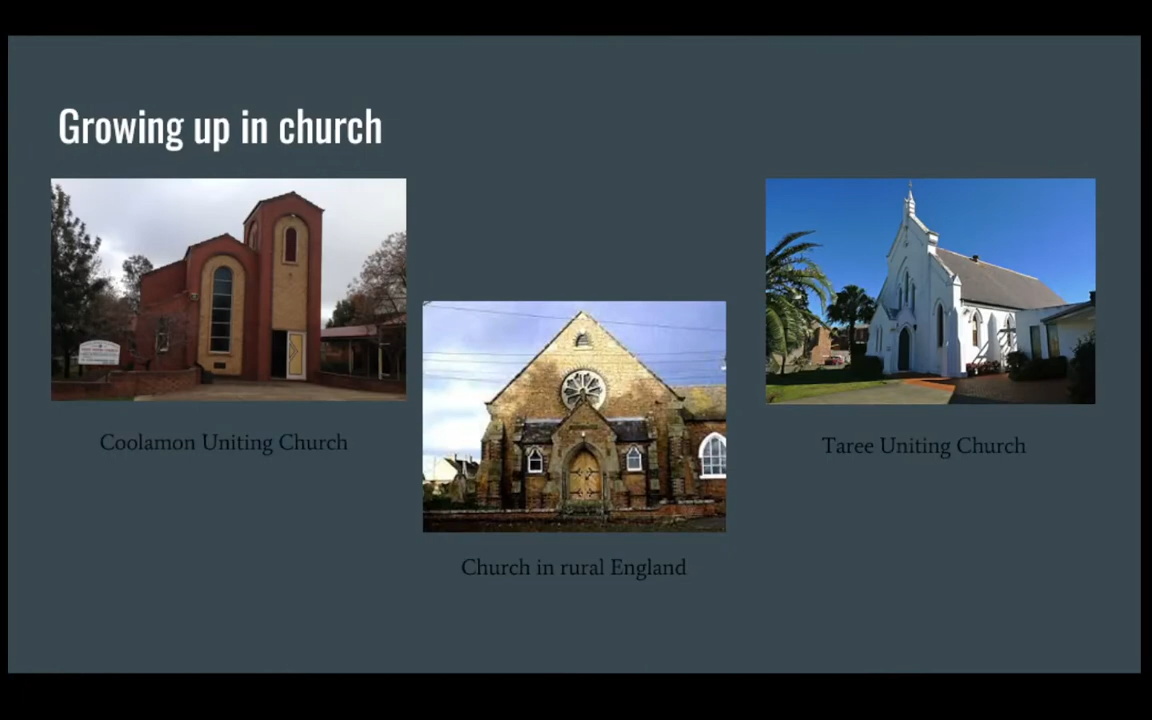 Growing up in church
Coolamon Uniting Church
Church in rural England
Taree Uniting Church